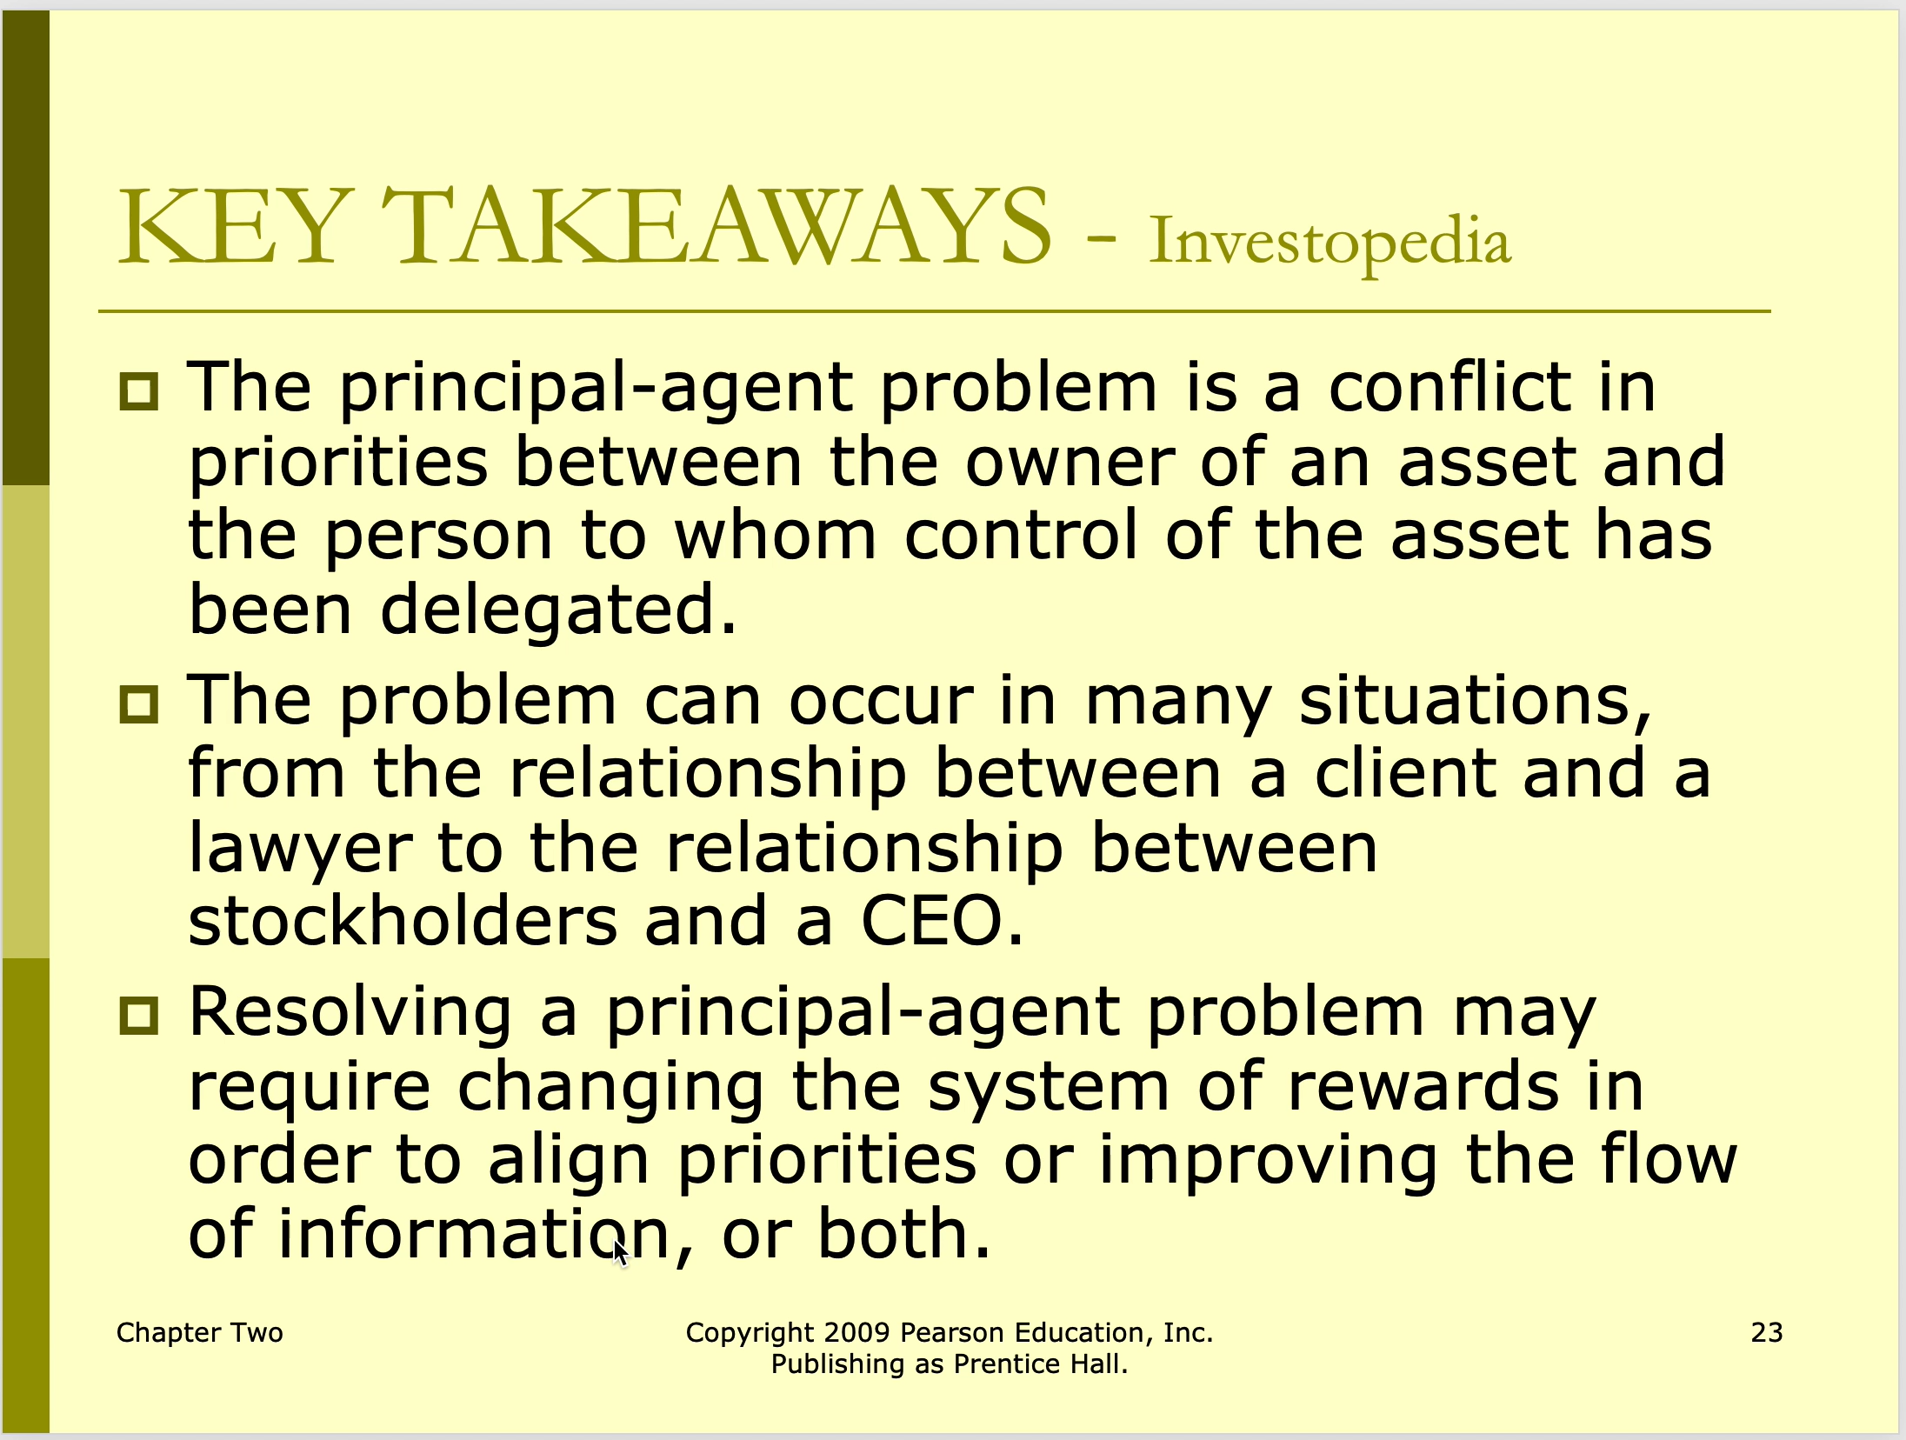 KEY TAKEAWAYS - Investopedia
The principal-agent problem is a conflict in
priorities between the owner of an asset and
the person to whom control of the asset has
been delegated.
The problem can occur in many situations,
from the relationship between a client and a
lawyer to the relationship between
stockholders and a CEO.
Resolving a principal-agent problem may
require changing the system of rewards in
order to align priorities or improving the flow
of information, or both.
Chapter Two
Copyright 2009 Pearson Education, Inc.
Publishing as Prentice Hall.
23